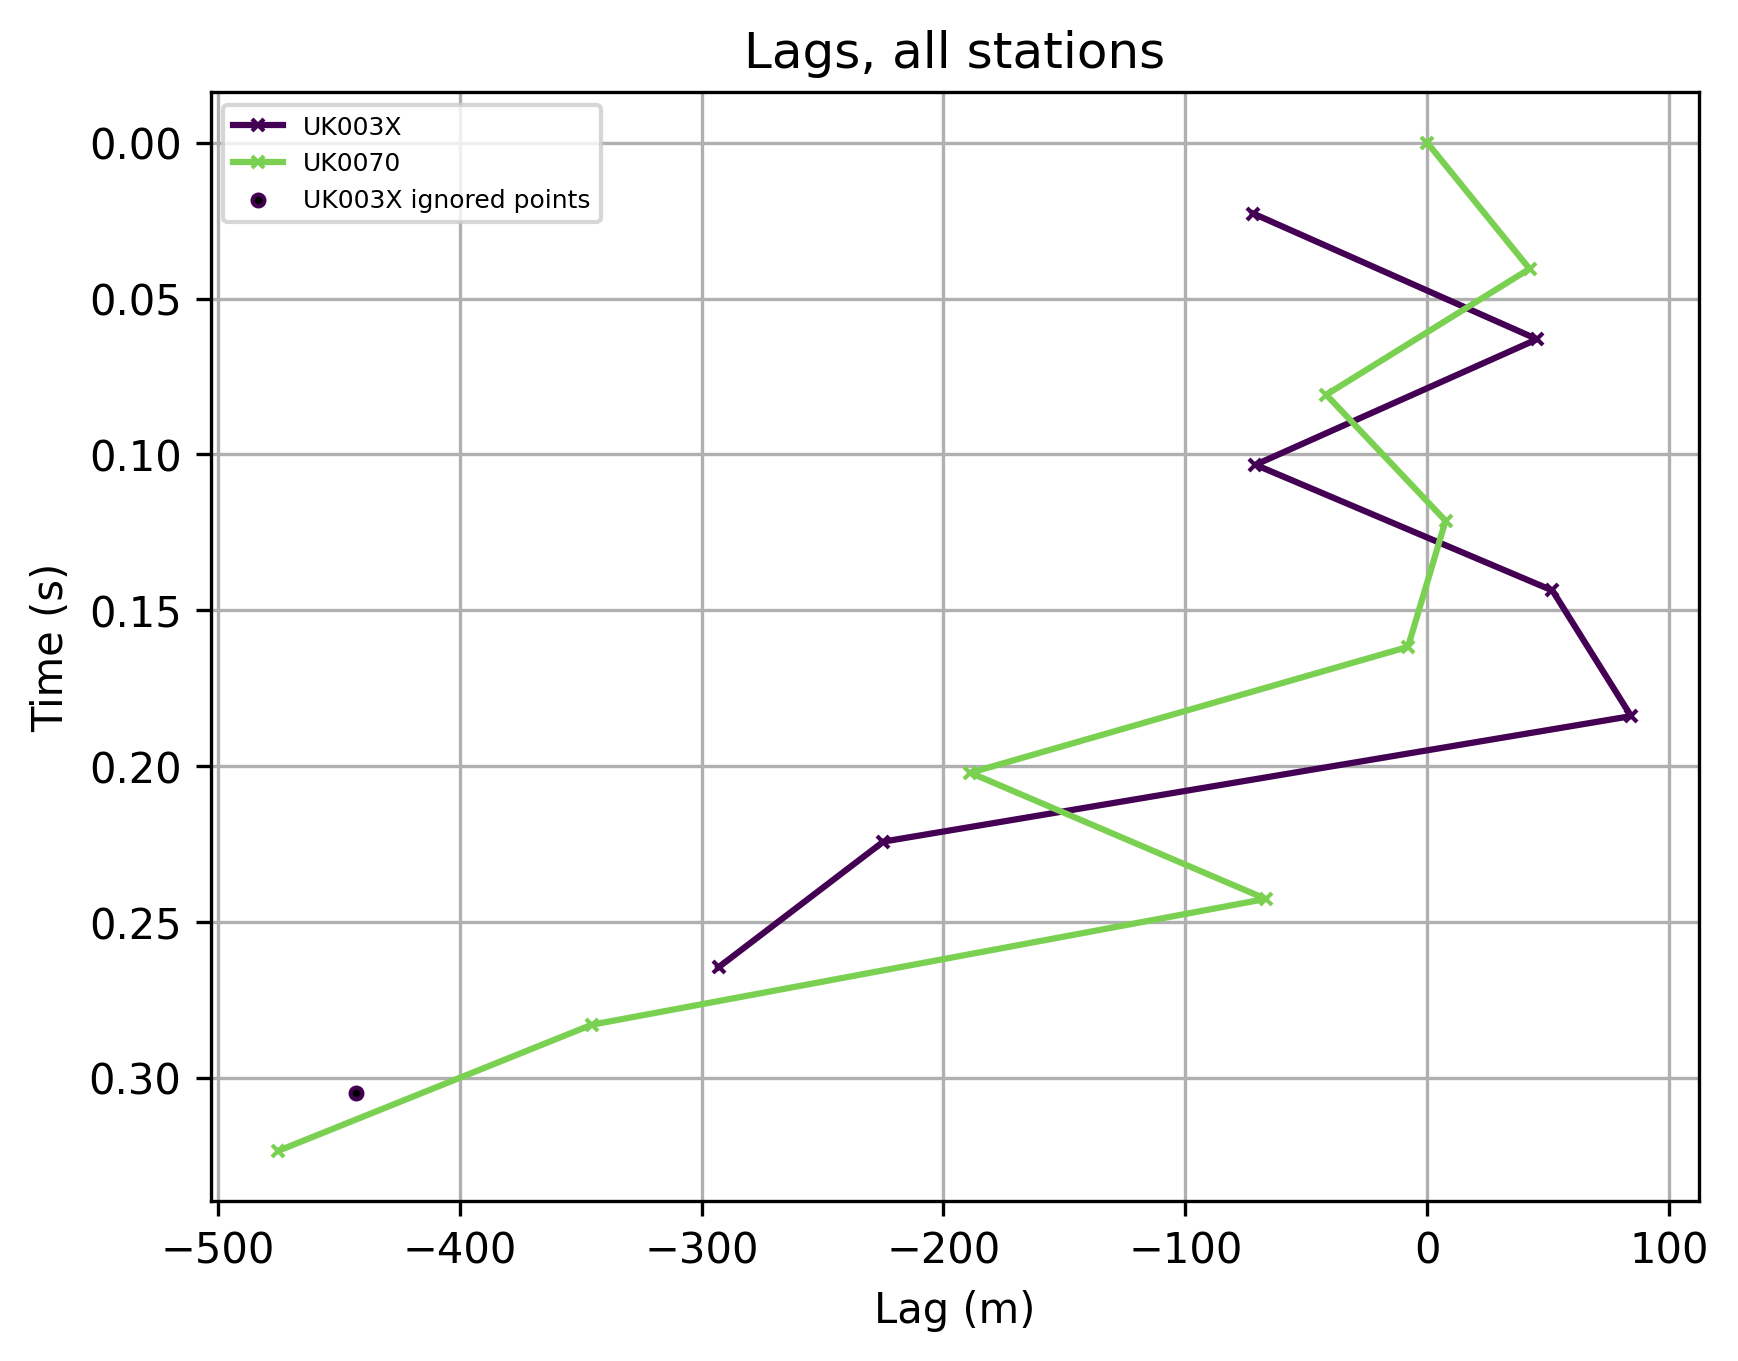 Lags, all stations
UK003X
UK0070
UK003X ignored points
0.00
0.05
0.10
0.15
0.20
0.25
0.30
Time (s)
−500 −400 −300 −200 −100 0 100
Lag (m)